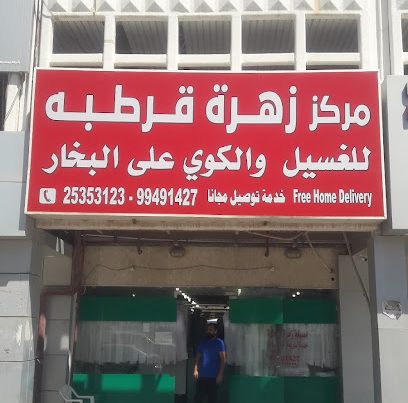 مركز زهرة قرطبه
للغسيل والكوي على البخار
25353123 - 99491427 خدمة توصيل مجانا Free Home Delivery